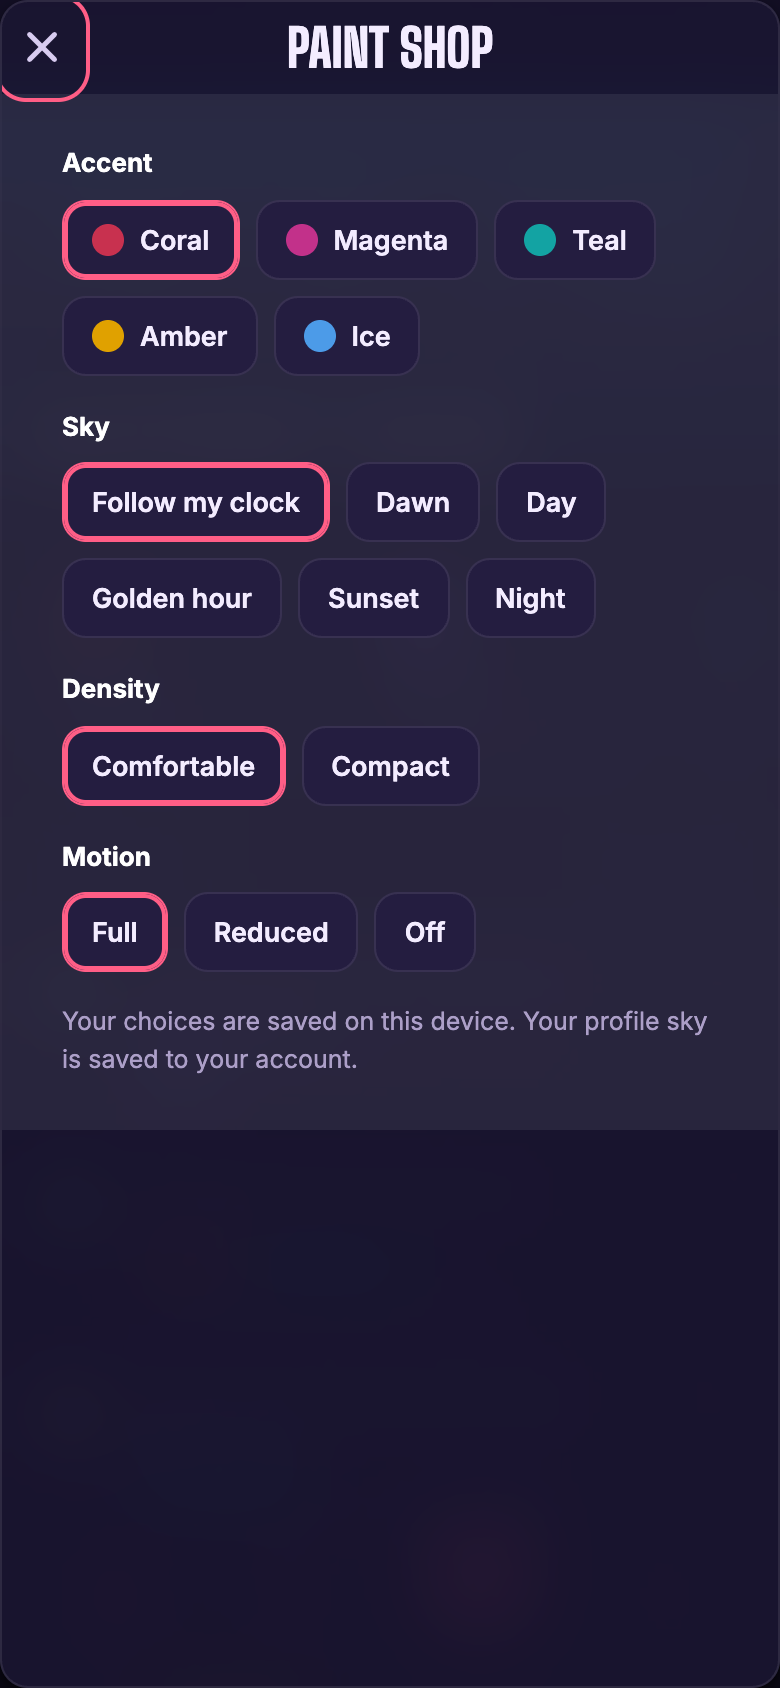 PAINT SHOP
Accent
Coral Magenta Teal
Amber Ice
Sky
Follow my clock Dawn Day
Golden hour Sunset Night
Density
Comfortable Compact
Motion
Full Reduced Off
Your choices are saved on this device. Your profile sky
is saved to your account.